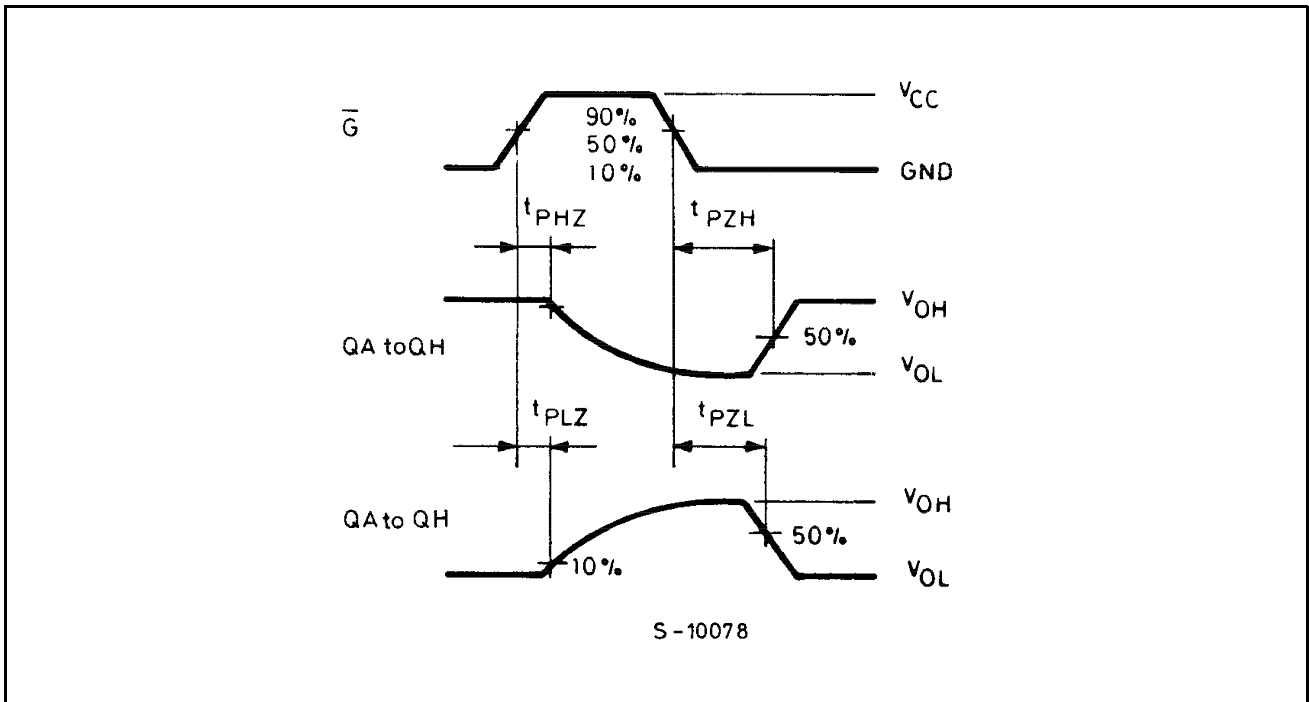 G̅
90%
50%
10%
VCC
GND
tPHZ
tPZH
QA toQH
VOH
50%
VOL
tPLZ
tPZL
QA to QH
VOH
50%
10%
VOL
S-10078